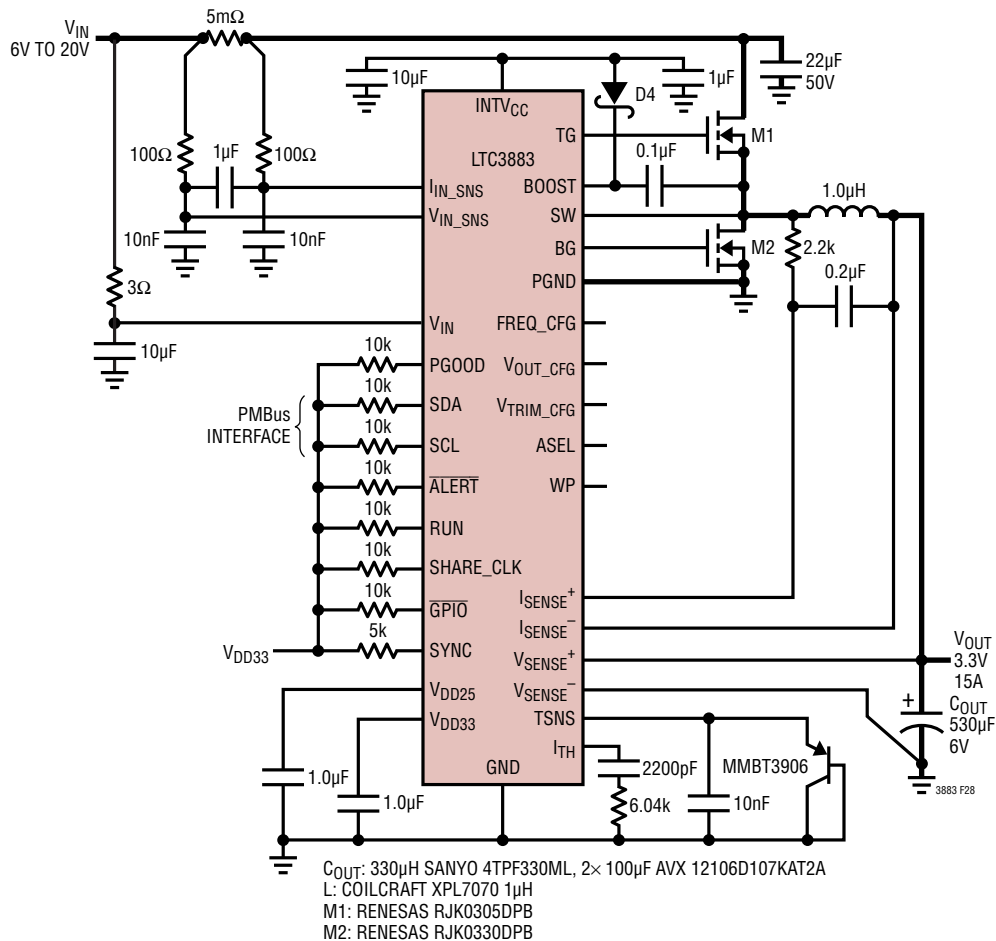 VIN
6V TO 20V
5mΩ
10µF
1µF
D4
22µF
50V
INTVCC
LTC3883
TG
M1
100Ω
1µF
100Ω
0.1µF
IIN_SNS
BOOST
1.0µH
VIN_SNS
SW
10nF
10nF
BG
M2
2.2k
PGND
0.2µF
3Ω
VIN
FREQ_CFG
10µF
10k
PGOOD
VOUT_CFG
PMBus
INTERFACE
10k
SDA
VTRIM_CFG
10k
SCL
ASEL
10k
ALERT
WP
10k
RUN
10k
SHARE_CLK
ISENSE+
10k
GPIO
ISENSE–
VDD33
5k
SYNC
VSENSE+
VOUT
3.3V
15A
VDD25
VSENSE–
+
COUT
530µF
6V
VDD33
TSNS
ITH
GND
2200pF
MMBT3906
1.0µF
1.0µF
6.04k
10nF
3883 F28
COUT: 330µH SANYO 4TPF330ML, 2× 100µF AVX 12106D107KAT2A
L: COILCRAFT XPL7070 1µH
M1: RENESAS RJK0305DPB
M2: RENESAS RJK0330DPB